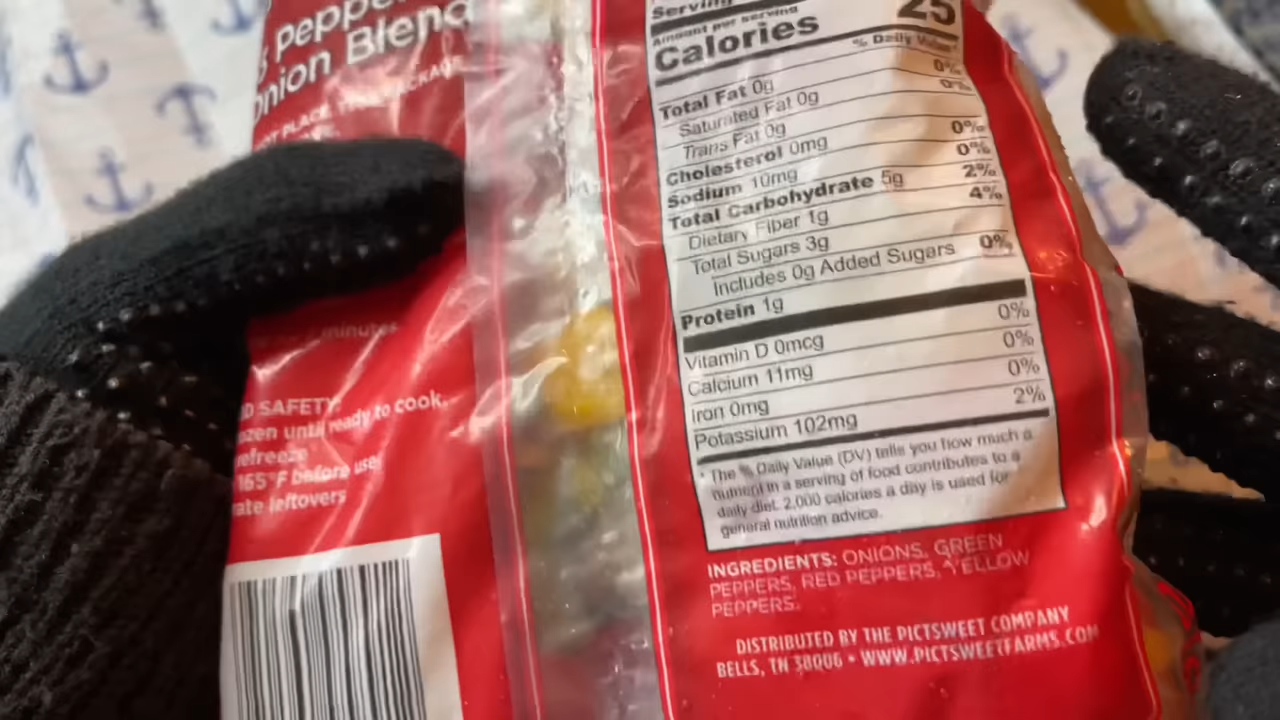 Peppe
Onion Blend
minutes
D SAFETY
zen until ready to cook.
refreeze
165°F before use
ate leftovers
Serving
Amount per serving
Calories 25
% Daily Value*
Total Fat 0g 0%
Saturated Fat 0g 0%
Trans Fat 0g
Cholesterol 0mg 0%
Sodium 10mg 0%
Total Carbohydrate 5g 2%
Dietary Fiber 1g 4%
Total Sugars 3g
Includes 0g Added Sugars 0%
Protein 1g
Vitamin D 0mcg 0%
Calcium 11mg 0%
Iron 0mg 0%
Potassium 102mg 2%
* The % Daily Value (DV) tells you how much a
nutrient in a serving of food contributes to a
daily diet. 2,000 calories a day is used for
general nutrition advice.
INGREDIENTS: ONIONS, GREEN
PEPPERS, RED PEPPERS, YELLOW
PEPPERS.
DISTRIBUTED BY THE PICTSWEET COMPANY
BELLS, TN 38006 • WWW.PICTSWEETFARMS.COM